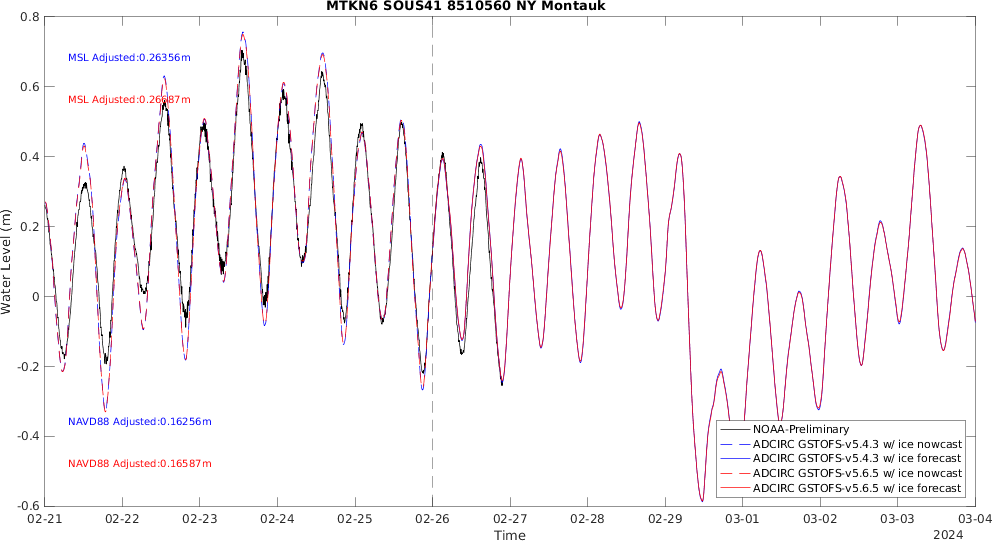 MTKN6 SOUS41 8510560 NY Montauk
0.8
0.6
0.4
0.2
0
-0.2
-0.4
-0.6
Water Level (m)
MSL Adjusted:0.26356m
MSL Adjusted:0.26687m
NAVD88 Adjusted:0.16256m
NAVD88 Adjusted:0.16587m
NOAA-Preliminary
ADCIRC GSTOFS-v5.4.3 w/ ice nowcast
ADCIRC GSTOFS-v5.4.3 w/ ice forecast
ADCIRC GSTOFS-v5.6.5 w/ ice nowcast
ADCIRC GSTOFS-v5.6.5 w/ ice forecast
02-21 02-22 02-23 02-24 02-25 02-26 02-27 02-28 02-29 03-01 03-02 03-03 03-04
Time
2024